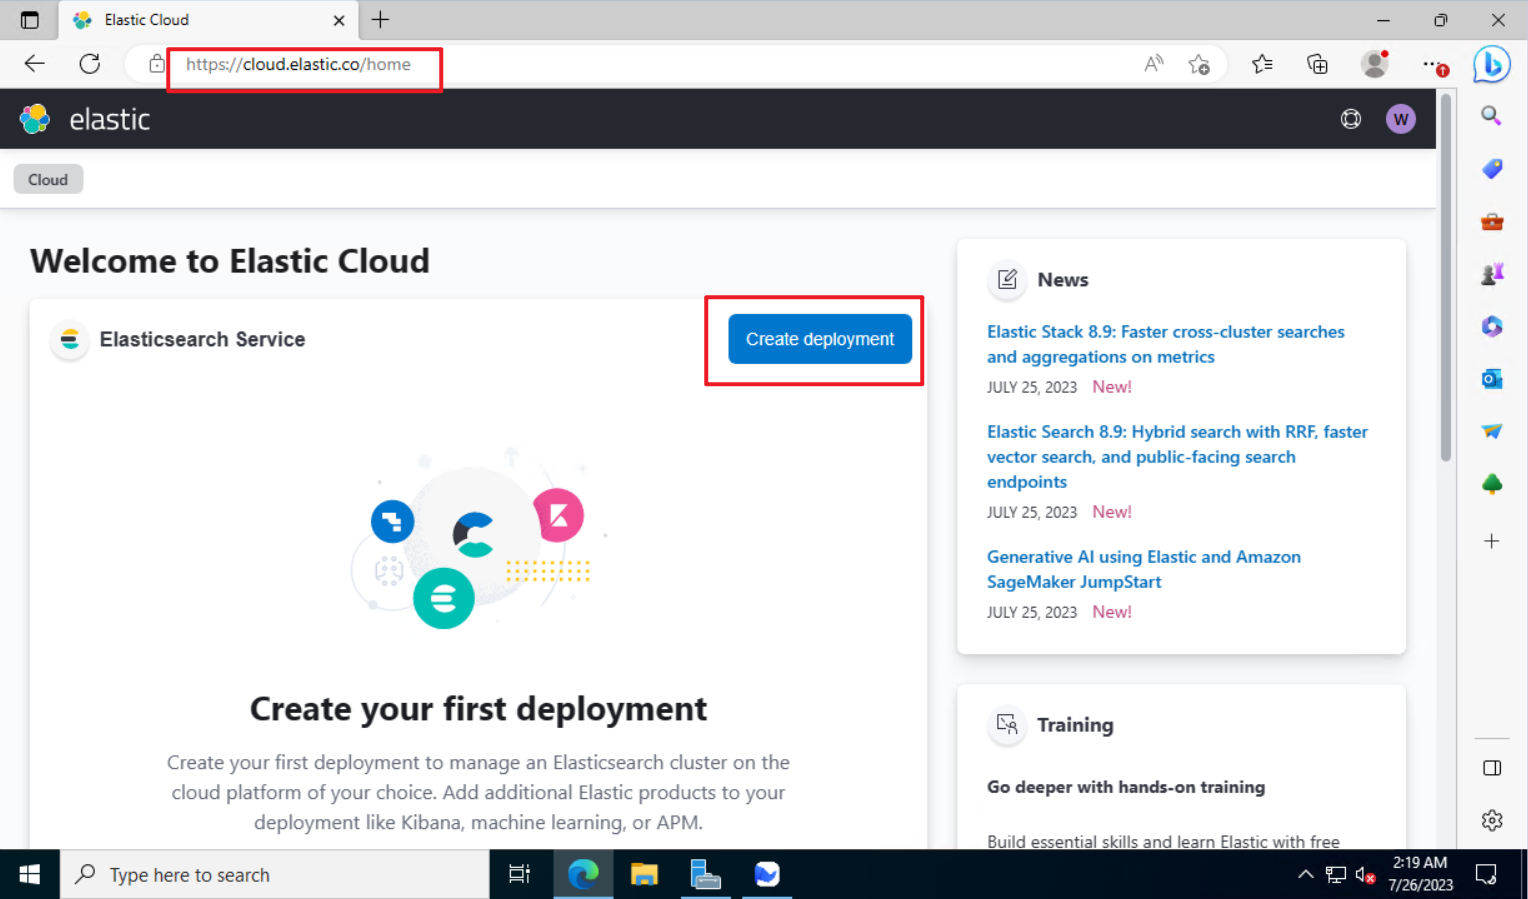 Elastic Cloud
https://cloud.elastic.co/home
elastic
W
Cloud
Welcome to Elastic Cloud
Elasticsearch Service
Create deployment
Create your first deployment
Create your first deployment to manage an Elasticsearch cluster on the
cloud platform of your choice. Add additional Elastic products to your
deployment like Kibana, machine learning, or APM.
News
Elastic Stack 8.9: Faster cross-cluster searches
and aggregations on metrics
JULY 25, 2023 New!
Elastic Search 8.9: Hybrid search with RRF, faster
vector search, and public-facing search
endpoints
JULY 25, 2023 New!
Generative AI using Elastic and Amazon
SageMaker JumpStart
JULY 25, 2023 New!
Training
Go deeper with hands-on training
Build essential skills and learn Elastic with free
Type here to search
2:19 AM
7/26/2023